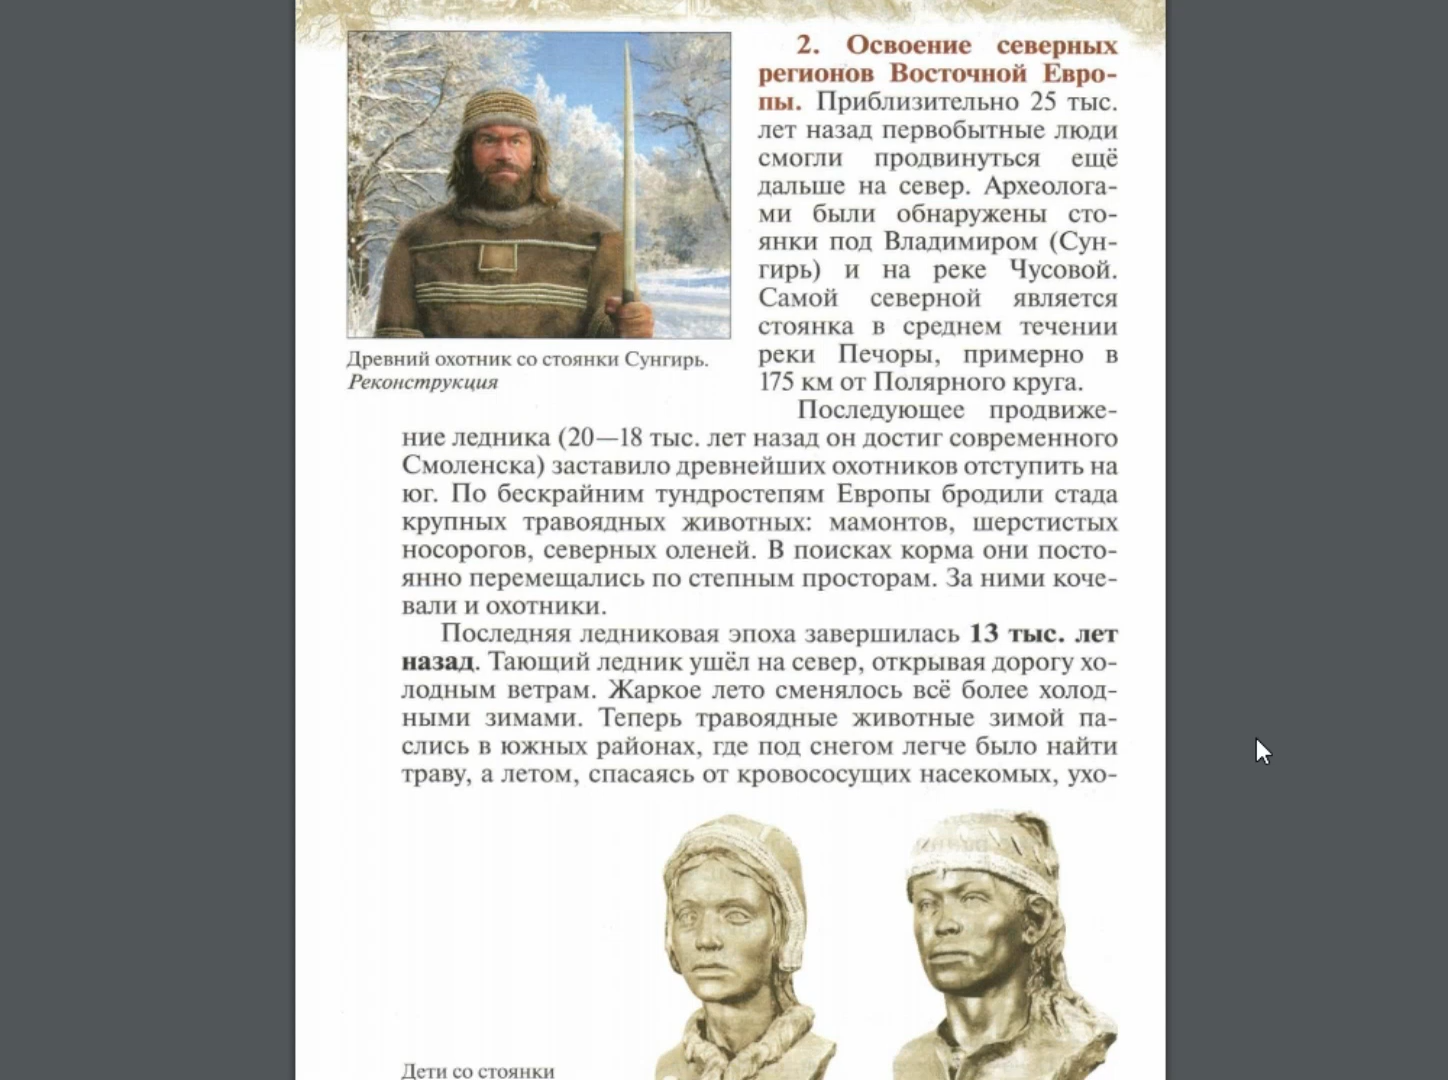 2. Освоение северных
регионов Восточной Евро-
пы. Приблизительно 25 тыс.
лет назад первобытные люди
смогли продвинуться ещё
дальше на север. Археолога-
ми были обнаружены сто-
янки под Владимиром (Сун-
гирь) и на реке Чусовой.
Самой северной является
стоянка в среднем течении
реки Печоры, примерно в
175 км от Полярного круга.
Древний охотник со стоянки Сунгирь.
Реконструкция
Последующее продвиже-
ние ледника (20—18 тыс. лет назад он достиг современного
Смоленска) заставило древнейших охотников отступить на
юг. По бескрайним тундростепям Европы бродили стада
крупных травоядных животных: мамонтов, шерстистых
носорогов, северных оленей. В поисках корма они посто-
янно перемещались по степным просторам. За ними коче-
вали и охотники.
Последняя ледниковая эпоха завершилась 13 тыс. лет
назад. Тающий ледник ушёл на север, открывая дорогу хо-
лодным ветрам. Жаркое лето сменялось всё более холод-
ными зимами. Теперь травоядные животные зимой па-
слись в южных районах, где под снегом легче было найти
траву, а летом, спасаясь от кровососущих насекомых, ухо-
Дети со стоянки